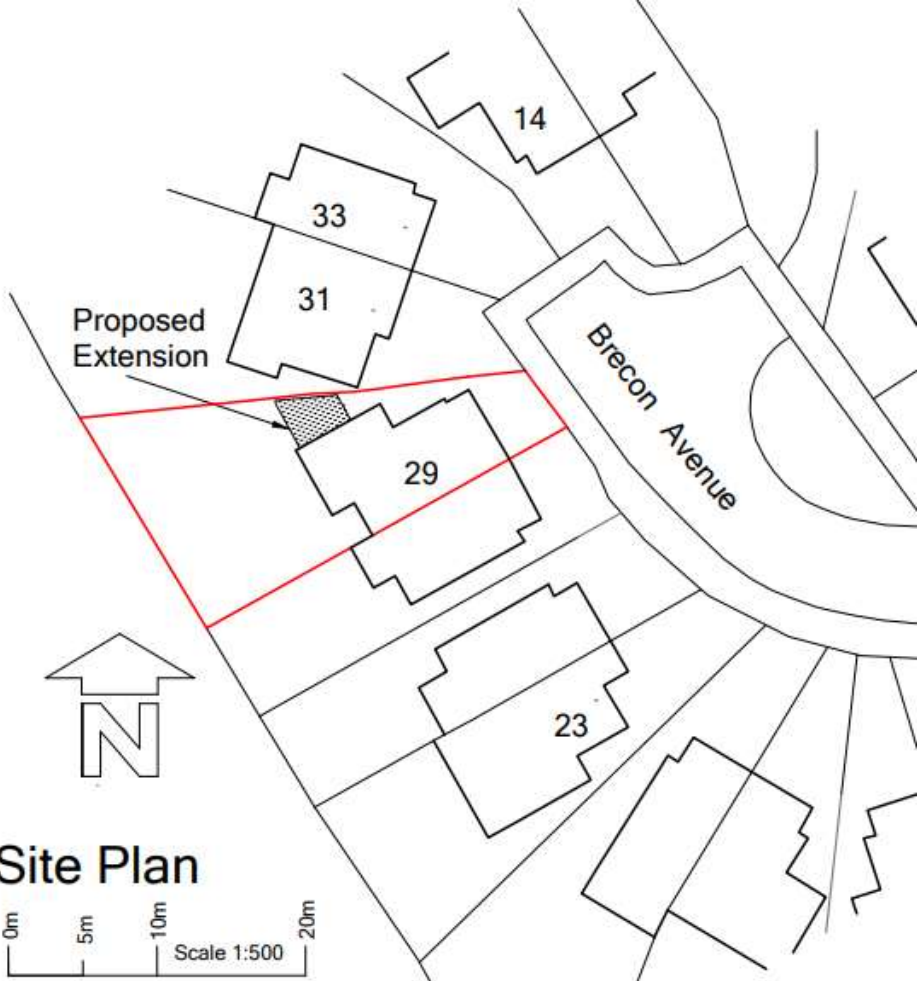 14
33
31
Proposed
Extension
Brecon Avenue
29
23
N
Site Plan
0m
5m
10m
20m
Scale 1:500